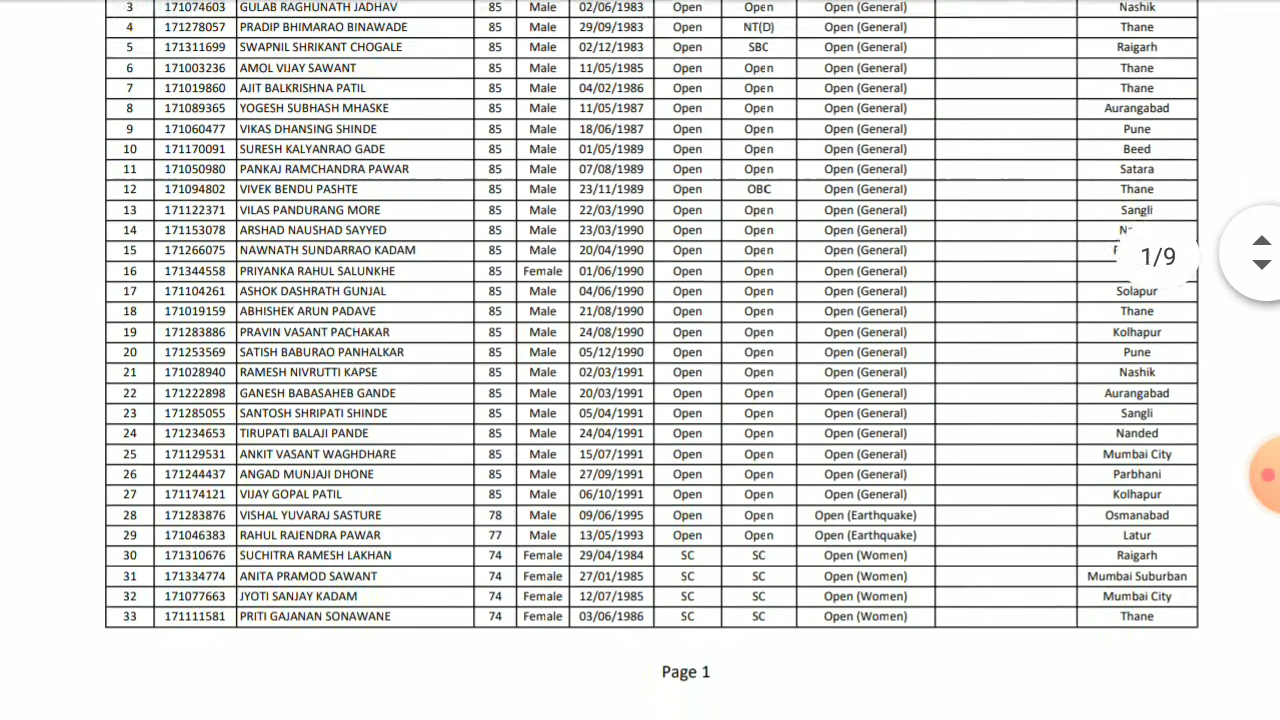 3 171074603 GULAB RAGHUNATH JADHAV 85 Male 02/06/1983 Open Open Open (General) Nashik
4 171278057 PRADIP BHIMARAO BINAWADE 85 Male 29/09/1983 Open NT(D) Open (General) Thane
5 171311699 SWAPNIL SHRIKANT CHOGALE 85 Male 02/12/1983 Open SBC Open (General) Raigarh
6 171003236 AMOL VIJAY SAWANT 85 Male 11/05/1985 Open Open Open (General) Thane
7 171019860 AJIT BALKRISHNA PATIL 85 Male 04/02/1986 Open Open Open (General) Thane
8 171089365 YOGESH SUBHASH MHASKE 85 Male 11/05/1987 Open Open Open (General) Aurangabad
9 171060477 VIKAS DHANSING SHINDE 85 Male 18/06/1987 Open Open Open (General) Pune
10 171170091 SURESH KALYANRAO GADE 85 Male 01/05/1989 Open Open Open (General) Beed
11 171050980 PANKAJ RAMCHANDRA PAWAR 85 Male 07/08/1989 Open Open Open (General) Satara
12 171094802 VIVEK BENDU PASHTE 85 Male 23/11/1989 Open OBC Open (General) Thane
13 171122371 VILAS PANDURANG MORE 85 Male 22/03/1990 Open Open Open (General) Sangli
14 171153078 ARSHAD NAUSHAD SAYYED 85 Male 23/03/1990 Open Open Open (General)
15 171266075 NAWNATH SUNDARRAO KADAM 85 Male 20/04/1990 Open Open Open (General)
1/9
16 171344558 PRIYANKA RAHUL SALUNKHE 85 Female 01/06/1990 Open Open Open (General)
17 171104261 ASHOK DASHRATH GUNJAL 85 Male 04/06/1990 Open Open Open (General) Solapur
18 171019159 ABHISHEK ARUN PADAVE 85 Male 21/08/1990 Open Open Open (General) Thane
19 171283886 PRAVIN VASANT PACHAKAR 85 Male 24/08/1990 Open Open Open (General) Kolhapur
20 171253569 SATISH BABURAO PANHALKAR 85 Male 05/12/1990 Open Open Open (General) Pune
21 171028940 RAMESH NIVRUTTI KAPSE 85 Male 02/03/1991 Open Open Open (General) Nashik
22 171222898 GANESH BABASAHEB GANDE 85 Male 20/03/1991 Open Open Open (General) Aurangabad
23 171285055 SANTOSH SHRIPATI SHINDE 85 Male 05/04/1991 Open Open Open (General) Sangli
24 171234653 TIRUPATI BALAJI PANDE 85 Male 24/04/1991 Open Open Open (General) Nanded
25 171129531 ANKIT VASANT WAGHDHARE 85 Male 15/07/1991 Open Open Open (General) Mumbai City
26 171244437 ANGAD MUNJAJI DHONE 85 Male 27/09/1991 Open Open Open (General) Parbhani
27 171174121 VIJAY GOPAL PATIL 85 Male 06/10/1991 Open Open Open (General) Kolhapur
28 171283876 VISHAL YUVARAJ SASTURE 78 Male 09/06/1995 Open Open Open (Earthquake) Osmanabad
29 171046383 RAHUL RAJENDRA PAWAR 77 Male 13/05/1993 Open Open Open (Earthquake) Latur
30 171310676 SUCHITRA RAMESH LAKHAN 74 Female 29/04/1984 SC SC Open (Women) Raigarh
31 171334774 ANITA PRAMOD SAWANT 74 Female 27/01/1985 SC SC Open (Women) Mumbai Suburban
32 171077663 JYOTI SANJAY KADAM 74 Female 12/07/1985 SC SC Open (Women) Mumbai City
33 171111581 PRITI GAJANAN SONAWANE 74 Female 03/06/1986 SC SC Open (Women) Thane
Page 1